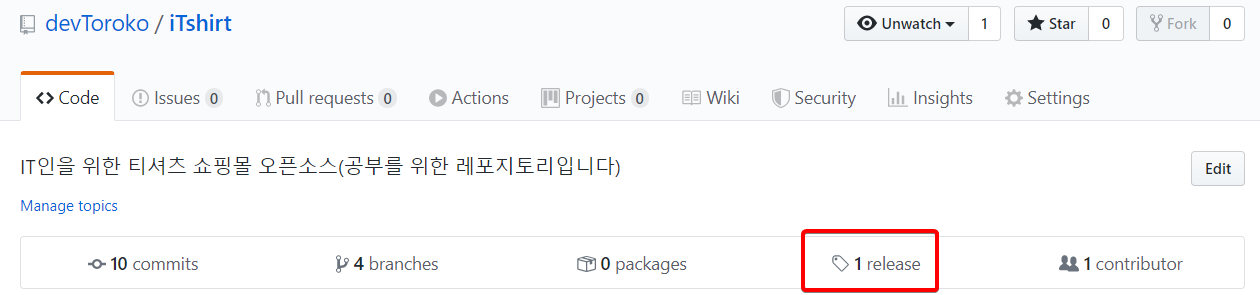 devToroko / iTshirt
Unwatch 1 Star 0 Fork 0
Code Issues 0 Pull requests 0 Actions Projects 0 Wiki Security Insights Settings
IT인을 위한 티셔츠 쇼핑몰 오픈소스(공부를 위한 레포지토리입니다)
Edit
Manage topics
10 commits 4 branches 0 packages 1 release 1 contributor